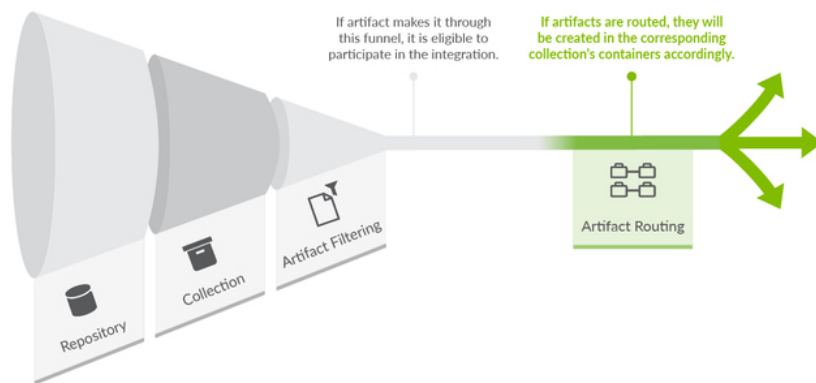 If artifact makes it through
this funnel, it is eligible to
participate in the integration.
If artifacts are routed, they will
be created in the corresponding
collection's containers accordingly.
Repository
Collection
Artifact Filtering
Artifact Routing